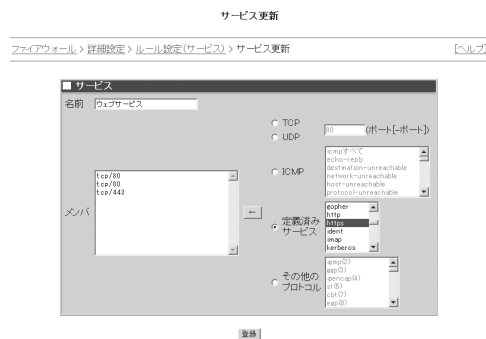 サービス更新
ファイアウォール > 詳細設定 > ルール設定(サービス) > サービス更新 [ヘルプ]
■ サービス
名前 ウェブサービス
TCP
UDP
80 (ポート[-ポート])
ICMP
icmpすべて
echo-reply
destination-unreachable
network-unreachable
host-unreachable
protocol-unreachable
メンバ
tcp/80
tcp/80
tcp/443
←
定義済み
サービス
gopher
http
https
ident
imap
kerberos
その他の
プロトコル
igmp(2)
ggp(3)
ipencap(4)
st(5)
cbt(7)
egp(8)
登録